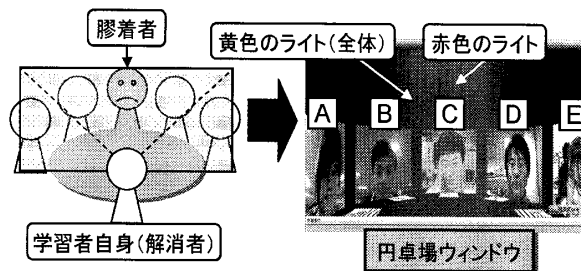 膠着者
黄色のライト(全体)
赤色のライト
A
B
C
D
E
学習者自身(解消者)
円卓場ウィンドウ